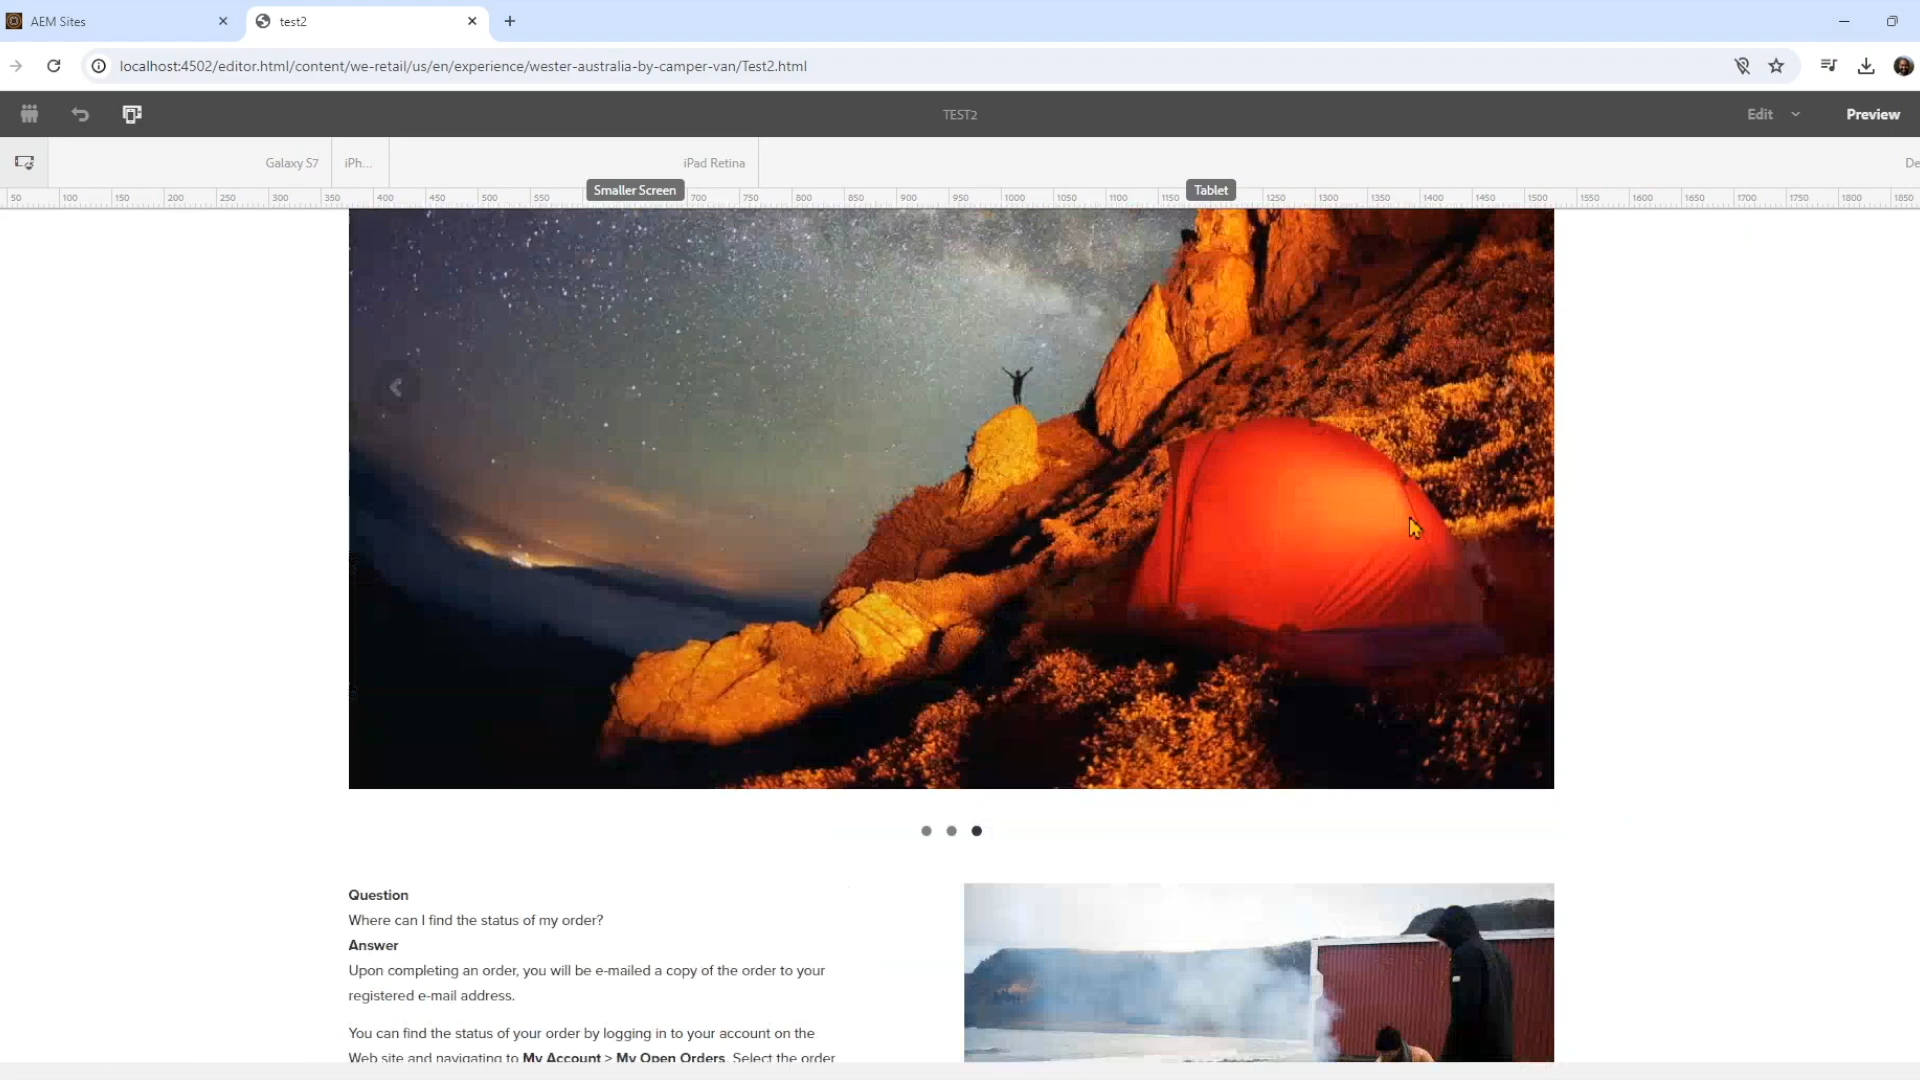 AEM Sites
test2
localhost:4502/editor.html/content/we-retail/us/en/experience/wester-australia-by-camper-van/Test2.html
TEST2
Edit
Preview
Galaxy S7
iPh...
iPad Retina
De
Smaller Screen
Tablet
50 100 150 200 250 300 350 400 450 500 550 700 750 800 850 900 950 1000 1050 1100 1150 1250 1300 1350 1400 1450 1500 1550 1600 1650 1700 1750 1800 1850
Question
Where can I find the status of my order?
Answer
Upon completing an order, you will be e-mailed a copy of the order to your
registered e-mail address.
You can find the status of your order by logging in to your account on the
Web site and navigating to My Account > My Open Orders. Select the order